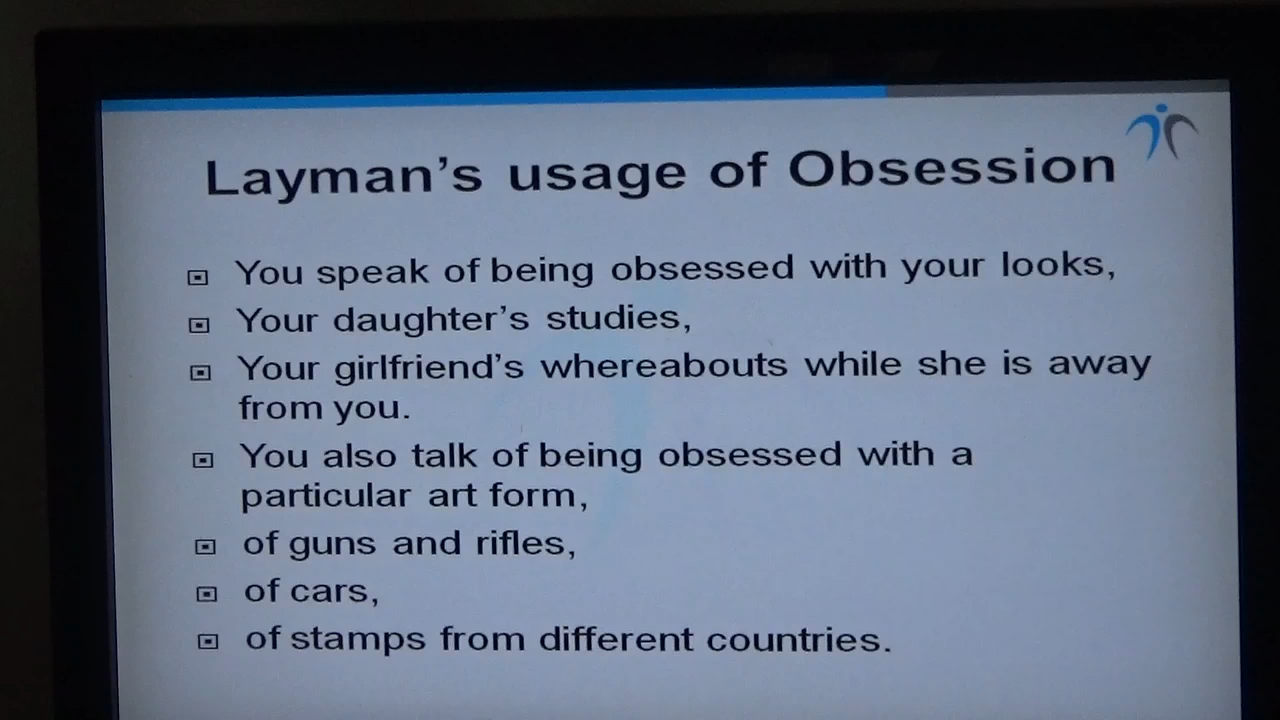 Layman's usage of Obsession
You speak of being obsessed with your looks,
Your daughter's studies,
Your girlfriend's whereabouts while she is away
from you.
You also talk of being obsessed with a
particular art form,
of guns and rifles,
of cars,
of stamps from different countries.